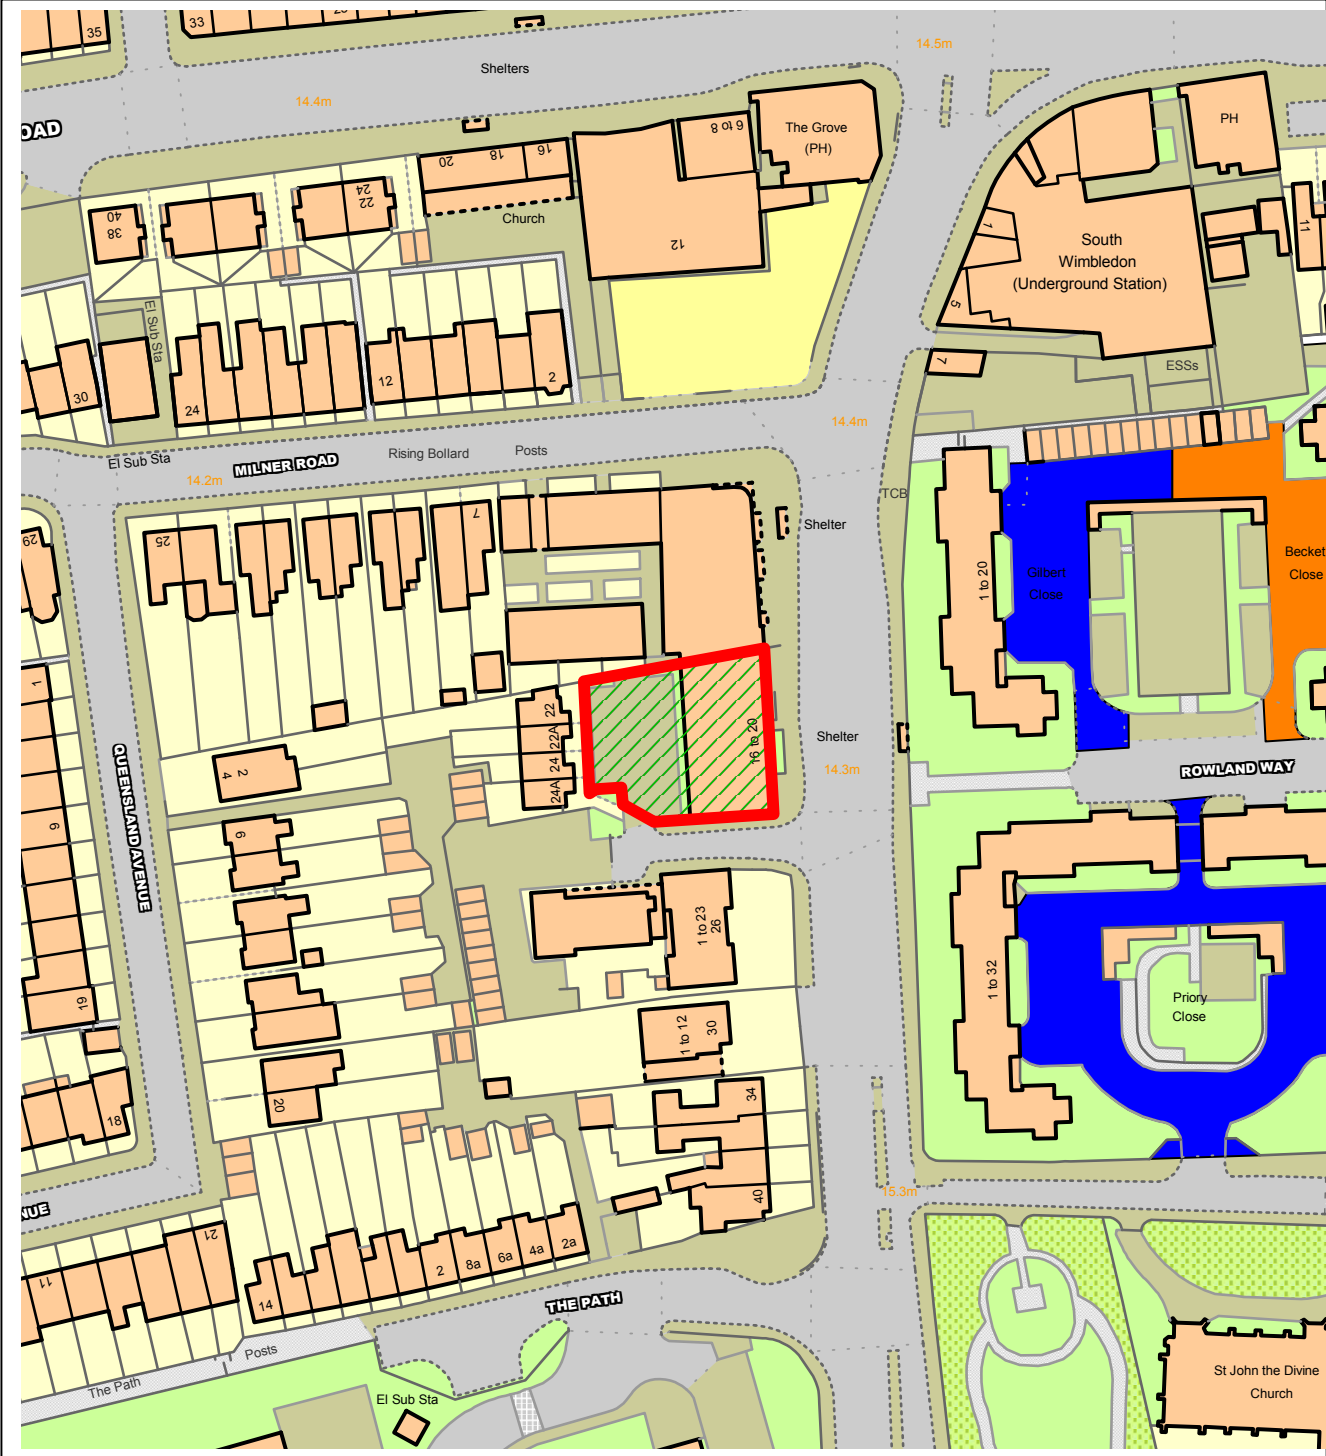 35
33
14.5m
Shelters
14.4m
OAD
PH
The Grove
(PH)
6 to 8
20
18
16
24
22
Church
12
40
38
1
11
South
Wimbledon
(Underground Station)
5
El Sub Sta
7
ESSs
30
24
12
2
14.4m
El Sub Sta
MILNER ROAD
Rising Bollard
Posts
14.2m
TCB
29
25
7
Shelter
1 to 20
Gilbert
Close
Becket
Close
1
22
22A
24
24A
16 to 20
Shelter
14.3m
ROWLAND WAY
2
4
QUEENSLAND AVENUE
9
6
1 to 23
26
1 to 32
Priory
Close
19
1 to 12
30
20
34
18
40
15.3m
NUE
21
11
14
2
8a
6a
4a
2a
THE PATH
Posts
The Path
El Sub Sta
St John the Divine
Church